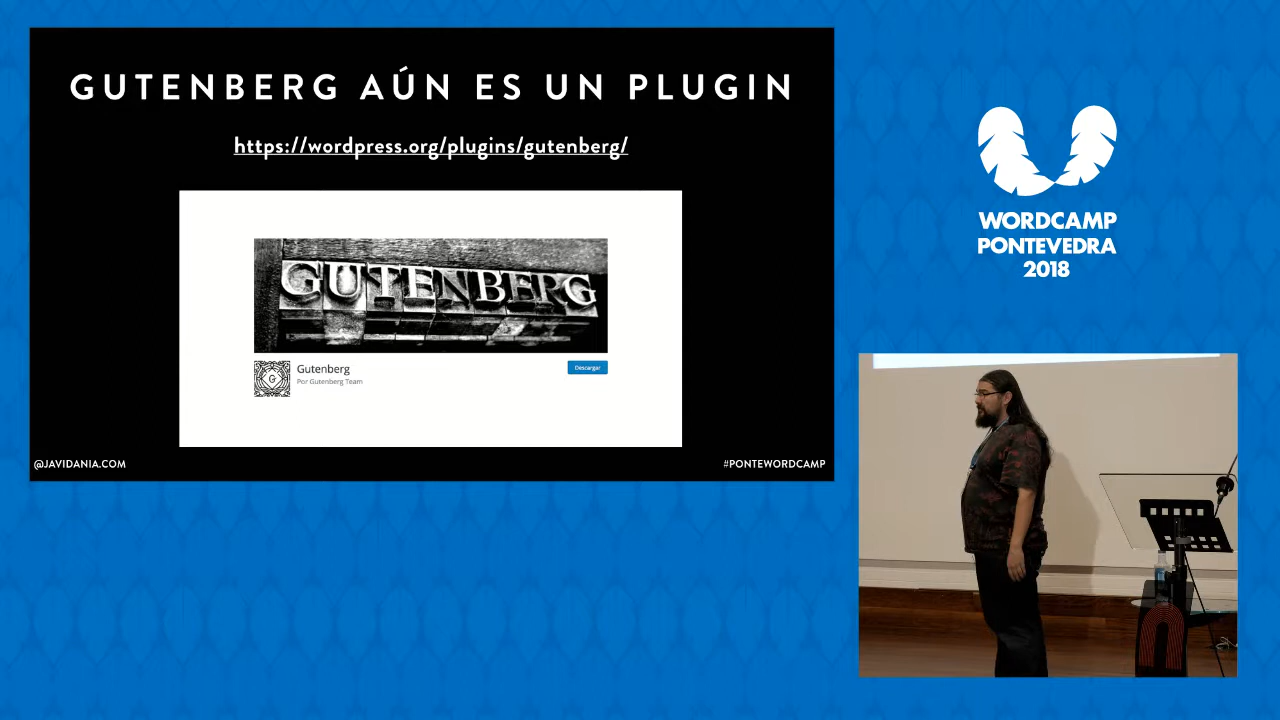 GUTENBERG AÚN ES UN PLUGIN
https://wordpress.org/plugins/gutenberg/
GUTENBERG
G
Gutenberg
Por Gutenberg Team
Descargar
@JAVIDANIA.COM
#PONTEWORDCAMP
WORDCAMP
PONTEVEDRA
2018